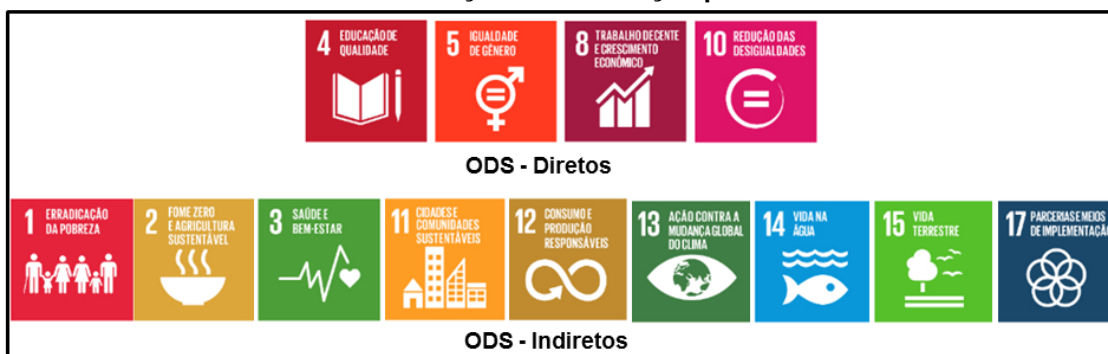 4 EDUCAÇÃO DE
QUALIDADE
5 IGUALDADE
DE GÊNERO
8 TRABALHO DECENTE
E CRESCIMENTO
ECONÔMICO
10 REDUÇÃO DAS
DESIGUALDADES
ODS - Diretos
1 ERRADICAÇÃO
DA POBREZA
2 FOME ZERO
E AGRICULTURA
SUSTENTÁVEL
3 SAÚDE E
BEM-ESTAR
11 CIDADES E
COMUNIDADES
SUSTENTÁVEIS
12 CONSUMO E
PRODUÇÃO
RESPONSÁVEIS
13 AÇÃO CONTRA A
MUDANÇA GLOBAL
DO CLIMA
14 VIDA NA
ÁGUA
15 VIDA
TERRESTRE
17 PARCERIAS E MEIOS
DE IMPLEMENTAÇÃO
ODS - Indiretos